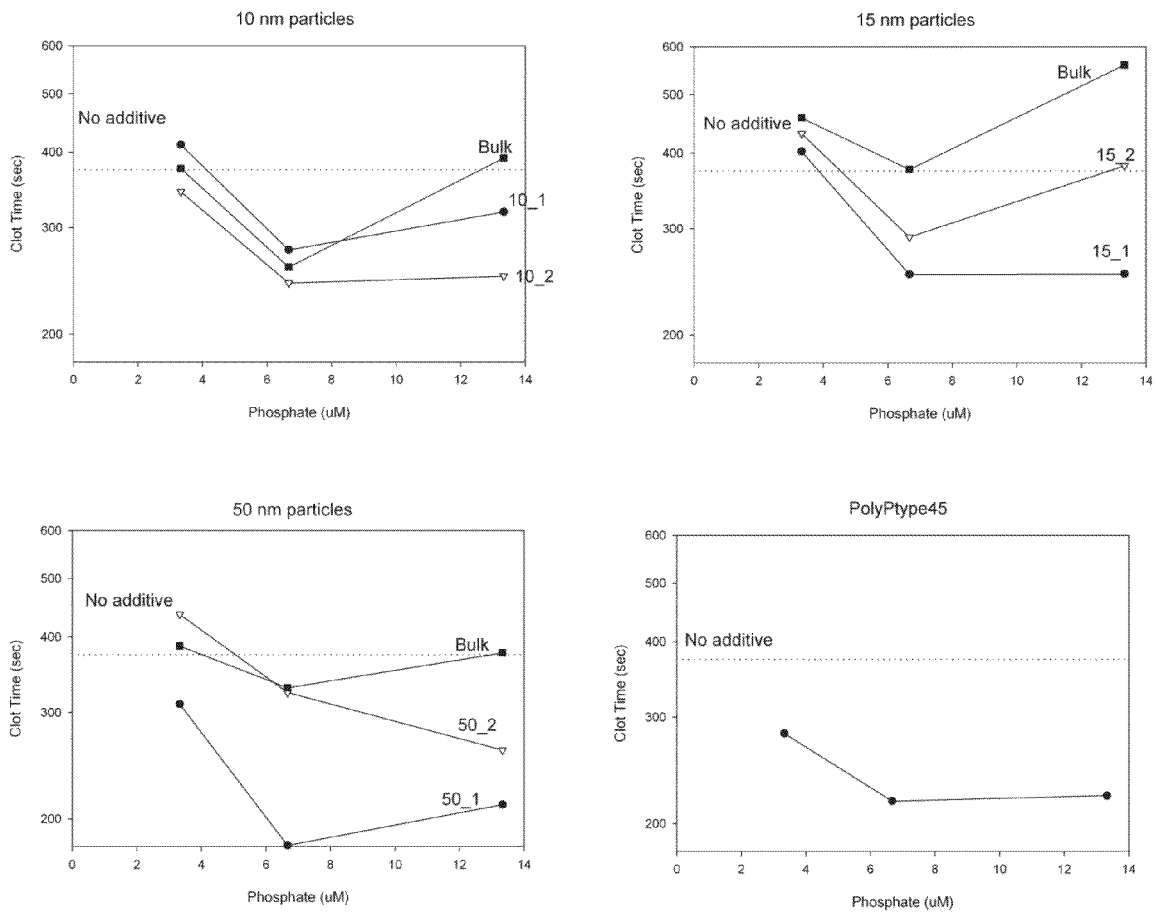 10 nm particles
600
500
400
300
200
Clot Time (sec)
No additive
Bulk
10_1
10_2
0 2 4 6 8 10 12 14
Phosphate (uM)
15 nm particles
600
500
400
300
200
Clot Time (sec)
Bulk
No additive
15_2
15_1
0 2 4 6 8 10 12 14
Phosphate (uM)
50 nm particles
600
500
400
300
200
Clot Time (sec)
No additive
Bulk
50_2
50_1
0 2 4 6 8 10 12 14
Phosphate (uM)
PolyPtype45
600
500
400
300
200
Clot Time (sec)
No additive
0 2 4 6 8 10 12 14
Phosphate (uM)